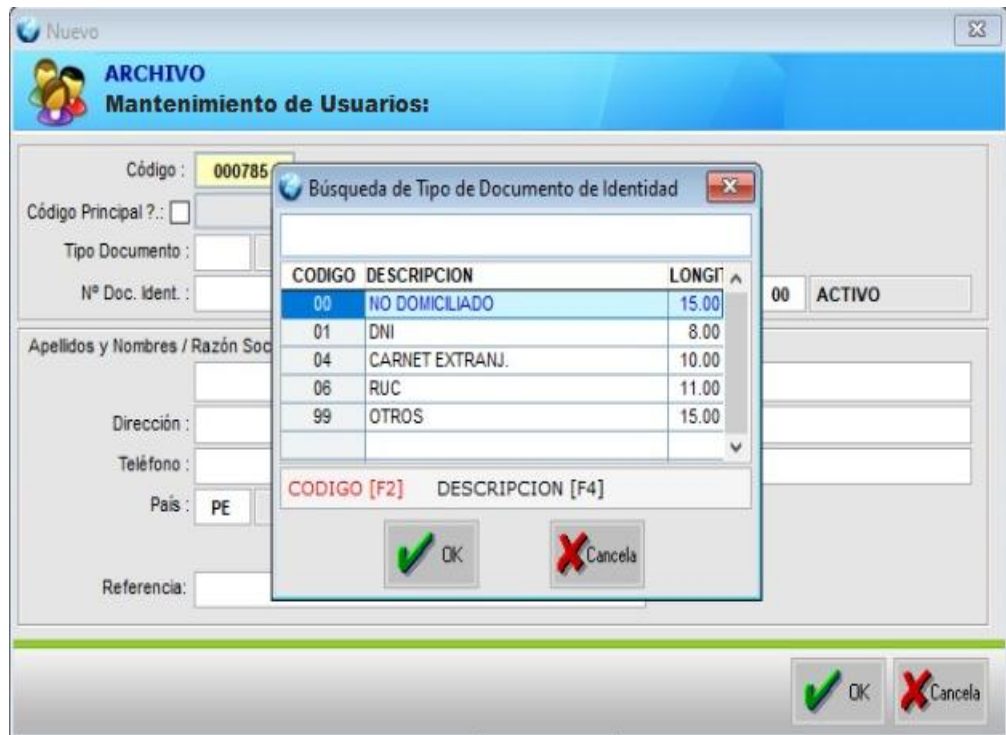 Nuevo
ARCHIVO
Mantenimiento de Usuarios:
Código : 000785
Código Principal ?.:
Tipo Documento :
Nº Doc. Ident. :
00 ACTIVO
Apellidos y Nombres / Razón Soc
Dirección :
Teléfono :
País : PE
Referencia:
Búsqueda de Tipo de Documento de Identidad
CODIGO DESCRIPCION LONGIT
00 NO DOMICILIADO 15.00
01 DNI 8.00
04 CARNET EXTRANJ. 10.00
06 RUC 11.00
99 OTROS 15.00
CODIGO [F2] DESCRIPCION [F4]
OK Cancela
OK Cancela